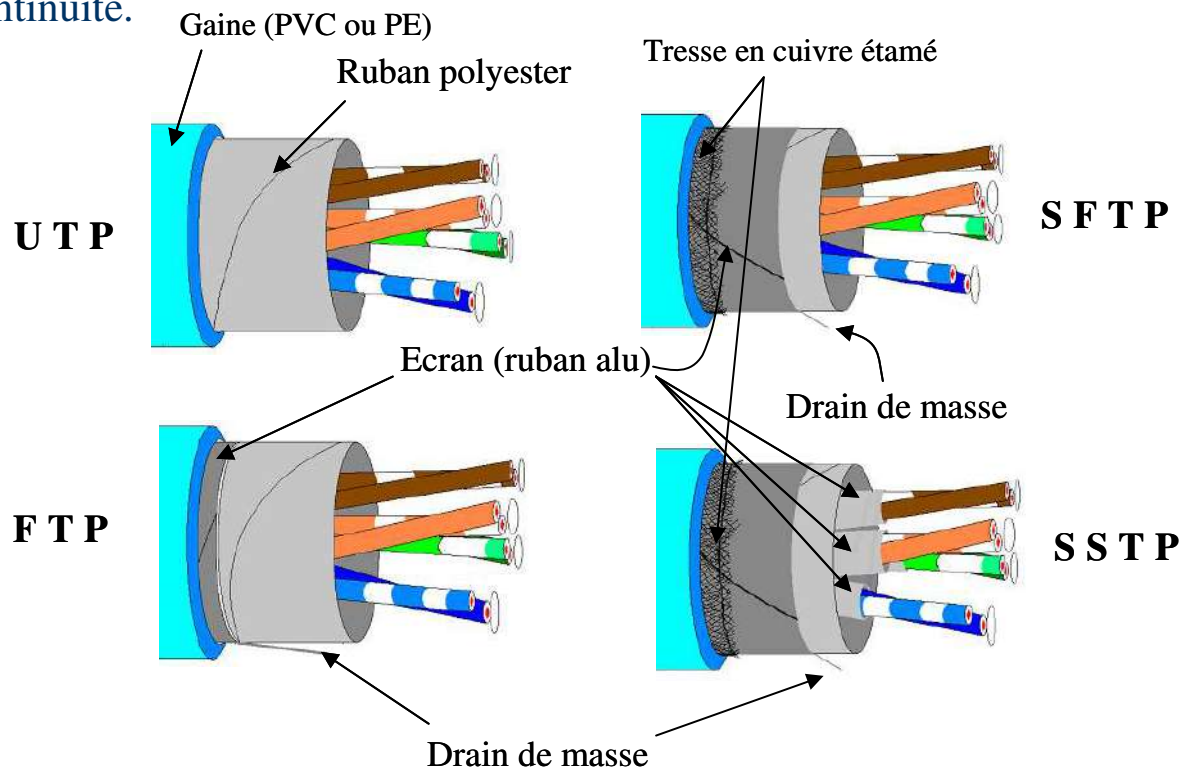 ntinuité.
Gaine (PVC ou PE)
Ruban polyester
Tresse en cuivre étamé
U T P
S F T P
Ecran (ruban alu)
Drain de masse
F T P
S S T P
Drain de masse